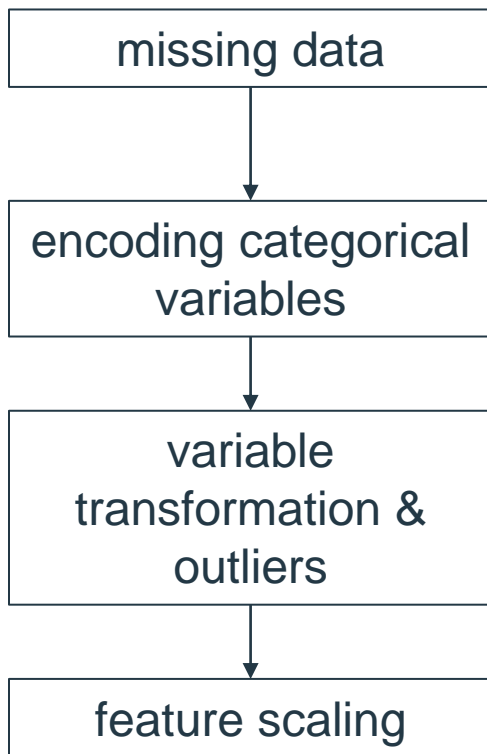 missing data
encoding categorical
variables
variable
transformation &
outliers
feature scaling